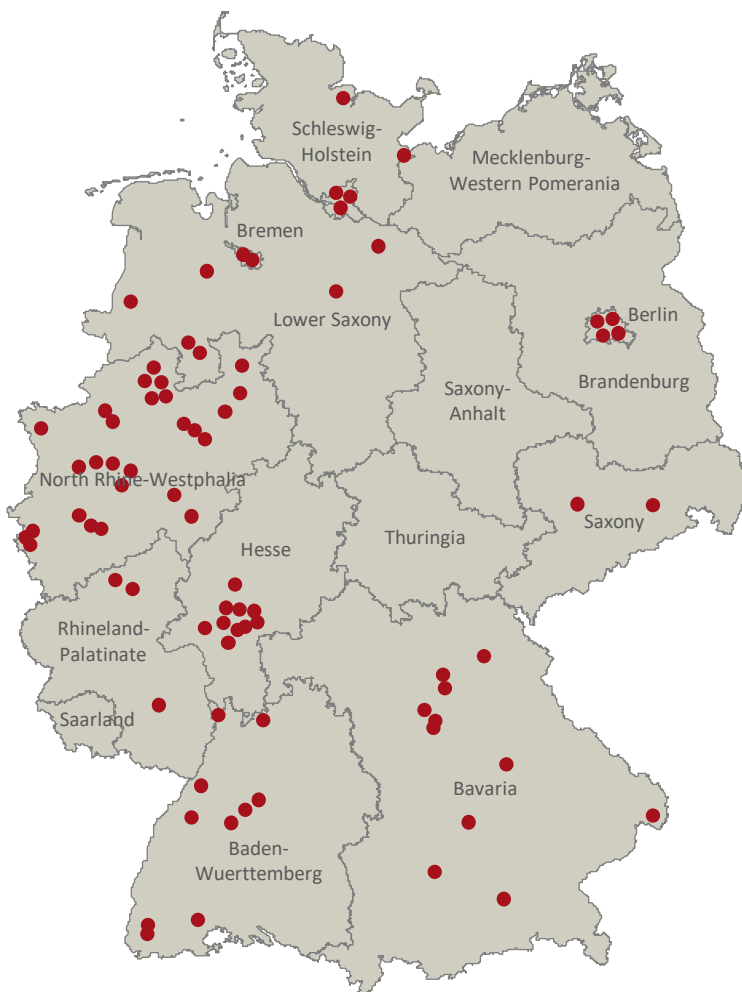 Schleswig-
Holstein
Mecklenburg-
Western Pomerania
Bremen
Berlin
Lower Saxony
Brandenburg
Saxony-
Anhalt
North Rhine-Westphalia
Saxony
Thuringia
Hesse
Rhineland-
Palatinate
Saarland
Bavaria
Baden-
Wuerttemberg